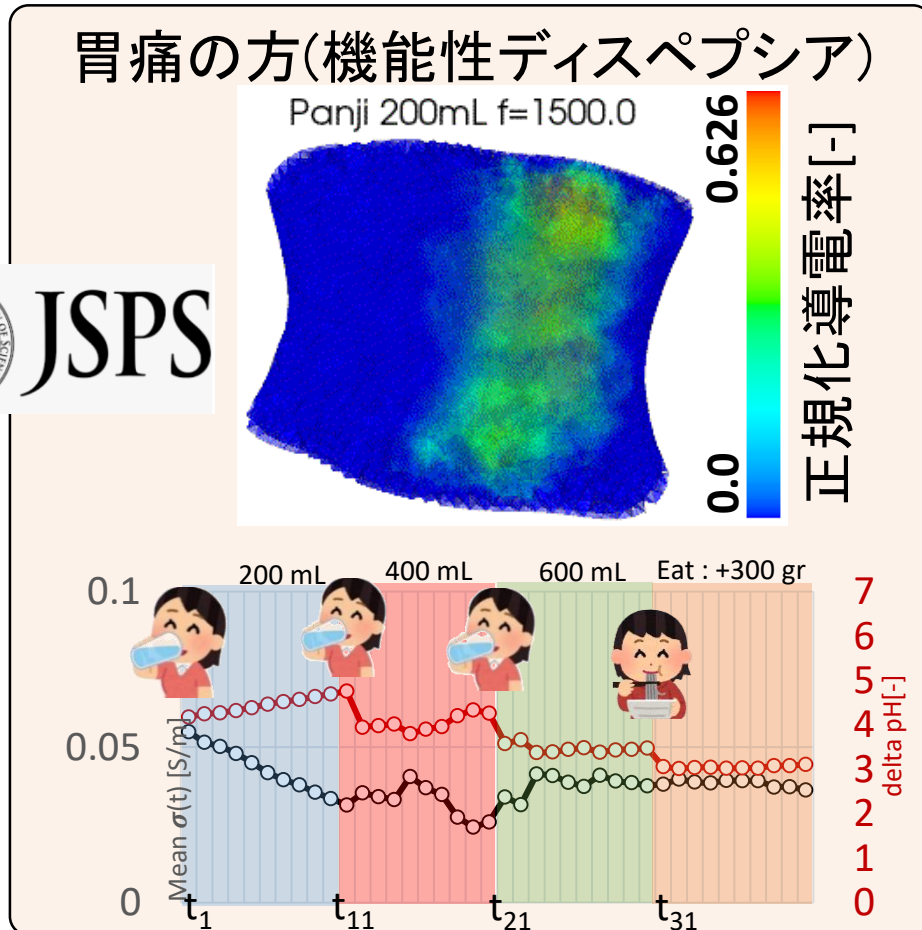 胃痛の方(機能性ディスペプシア)
Panji 200mL f=1500.0
0.626
0.0
正規化導電率[-]
JSPS
200 mL
400 mL
600 mL
Eat : +300 gr
0.1
0.05
0
Mean σ(t) [S/m]
7
6
5
4
3
2
1
0
delta pH[-]
t1
t11
t21
t31